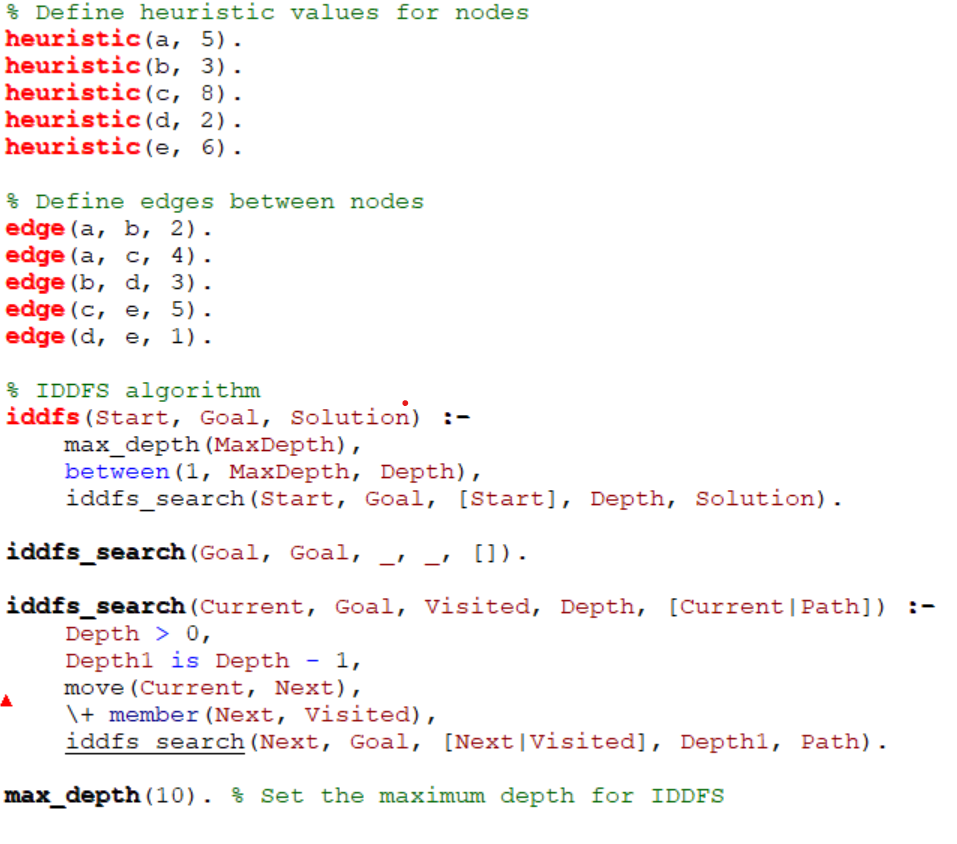 % Define heuristic values for nodes
heuristic(a, 5).
heuristic(b, 3).
heuristic(c, 8).
heuristic(d, 2).
heuristic(e, 6).

% Define edges between nodes
edge(a, b, 2).
edge(a, c, 4).
edge(b, d, 3).
edge(c, e, 5).
edge(d, e, 1).

% IDDFS algorithm
iddfs(Start, Goal, Solution) :-
    max_depth(MaxDepth),
    between(1, MaxDepth, Depth),
    iddfs_search(Start, Goal, [Start], Depth, Solution).

iddfs_search(Goal, Goal, _, _, []).

iddfs_search(Current, Goal, Visited, Depth, [Current|Path]) :-
    Depth > 0,
    Depth1 is Depth - 1,
    move(Current, Next),
    \+ member(Next, Visited),
    iddfs_search(Next, Goal, [Next|Visited], Depth1, Path).

max_depth(10). % Set the maximum depth for IDDFS